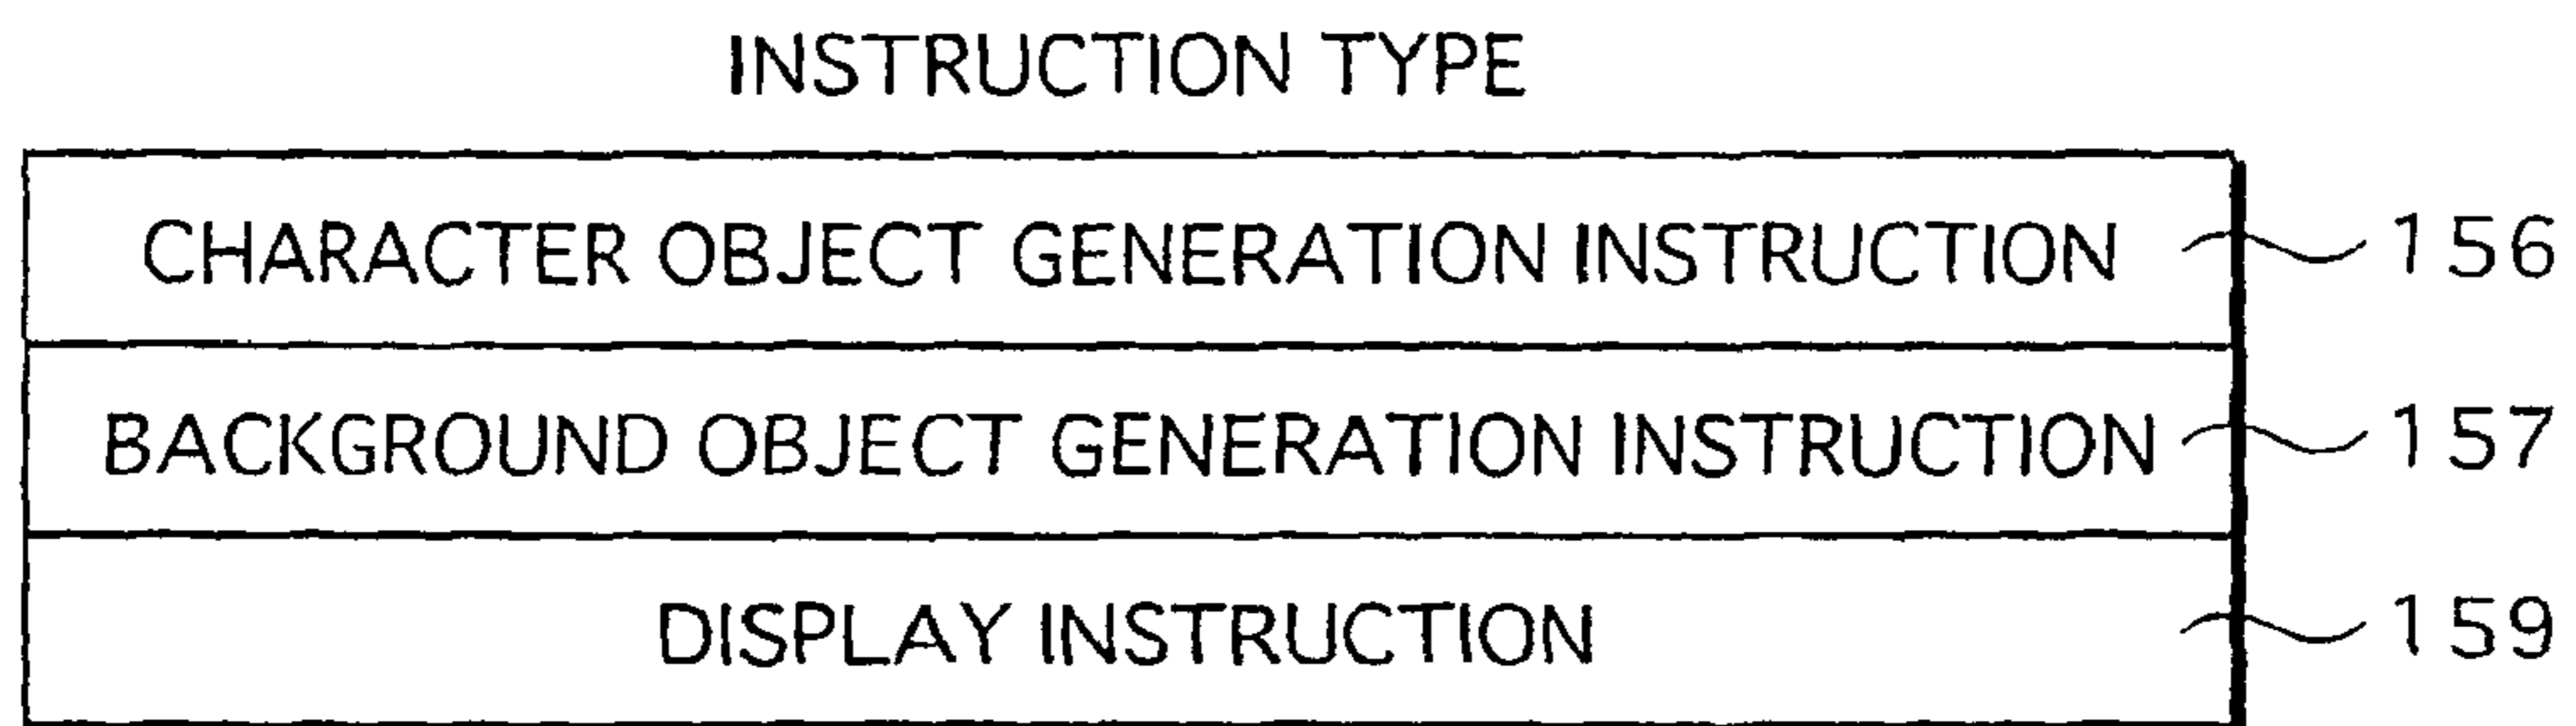 INSTRUCTION TYPE
CHARACTER OBJECT GENERATION INSTRUCTION 156
BACKGROUND OBJECT GENERATION INSTRUCTION 157
DISPLAY INSTRUCTION 159